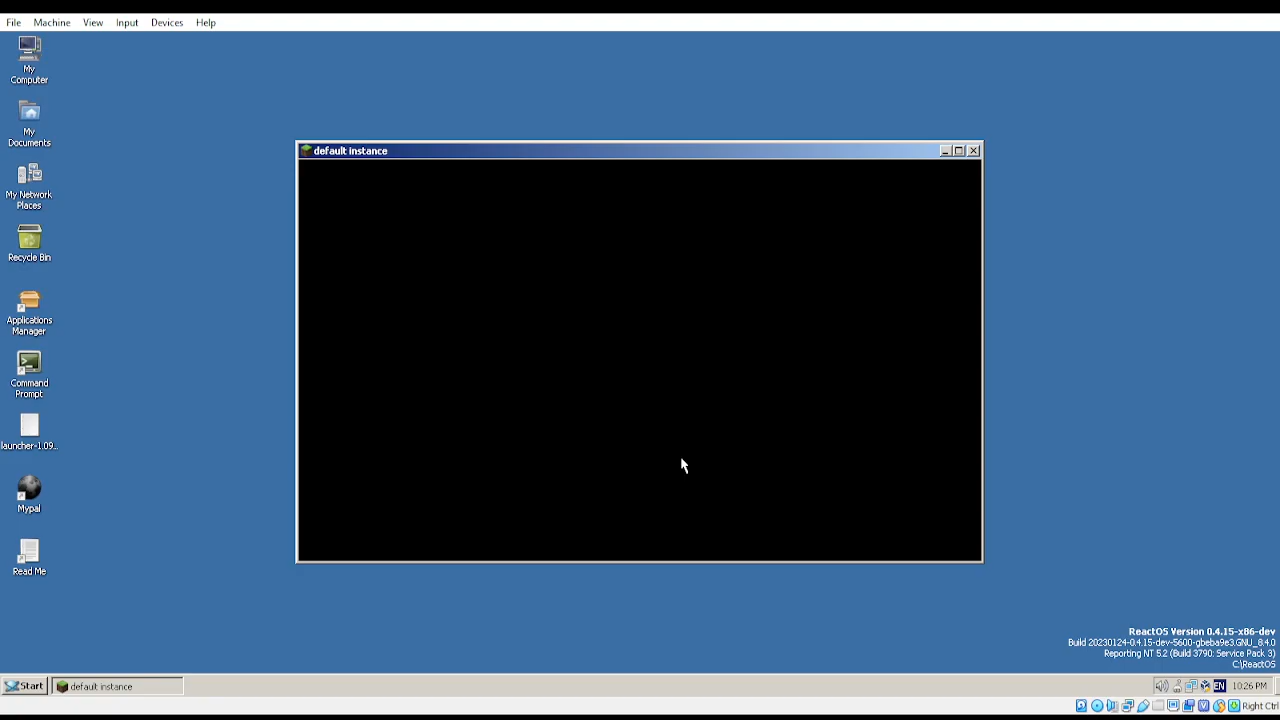 File Machine View Input Devices Help
My
Computer
My
Documents
My Network
Places
Recycle Bin
Applications
Manager
Command
Prompt
launcher-1.09...
Mypal
Read Me
default instance
ReactOS Version 0.4.15-x86-dev
Build 20230124-0.4.15-dev-5600-gbeba9e3.GNU_8.4.0
Reporting NT 5.2 (Build 3790: Service Pack 3)
C:\ReactOS
Start default instance EN 10:26 PM
Right Ctrl